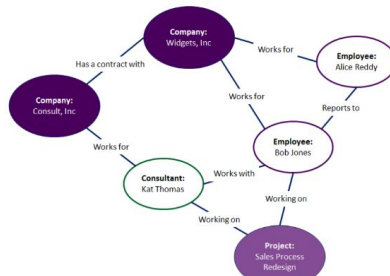 Company:
Widgets, Inc
Works for
Employee:
Alice Reddy
Has a contract with
Company:
Consult, Inc
Works for
Reports to
Employee:
Bob Jones
Works for
Consultant:
Kat Thomas
Works with
Working on
Working on
Project:
Sales Process
Redesign